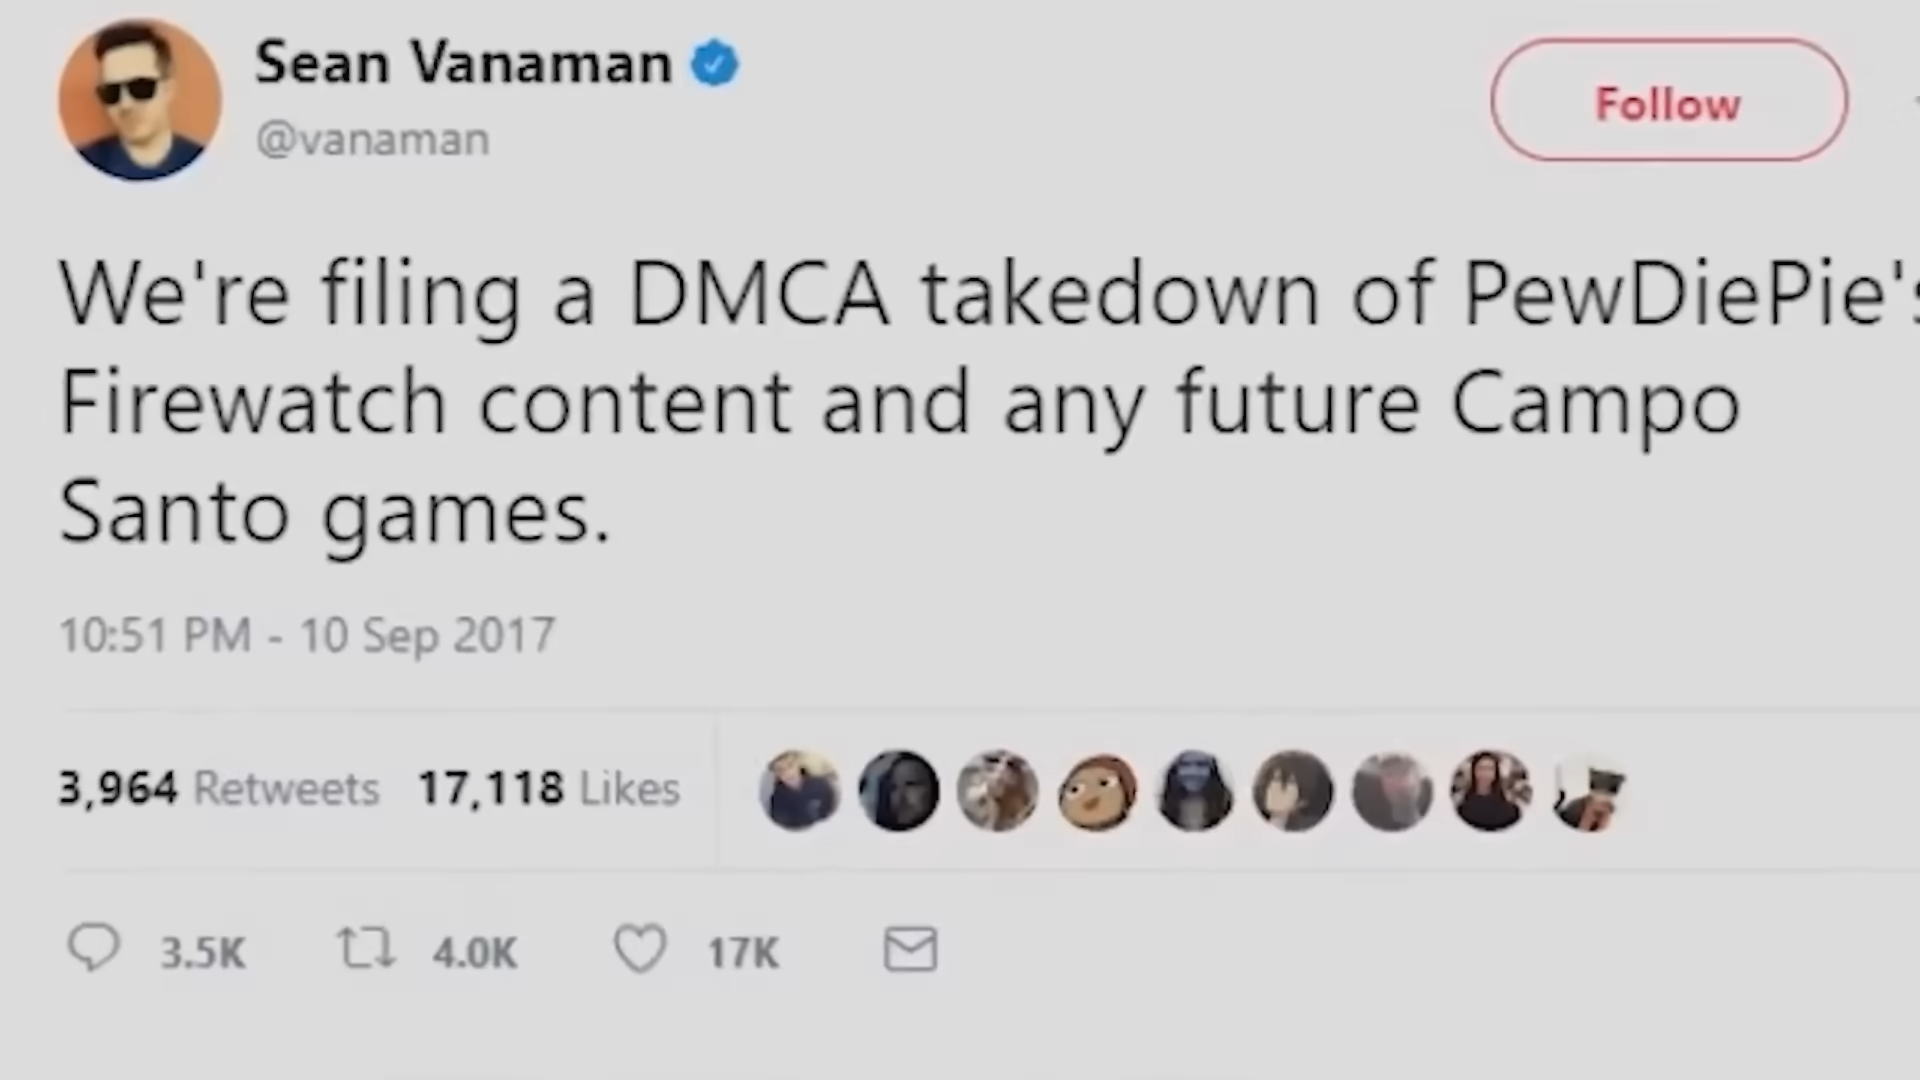 Sean Vanaman
@vanaman
Follow
We're filing a DMCA takedown of PewDiePie's
Firewatch content and any future Campo
Santo games.
10:51 PM - 10 Sep 2017
3,964 Retweets 17,118 Likes
3.5K 4.0K 17K